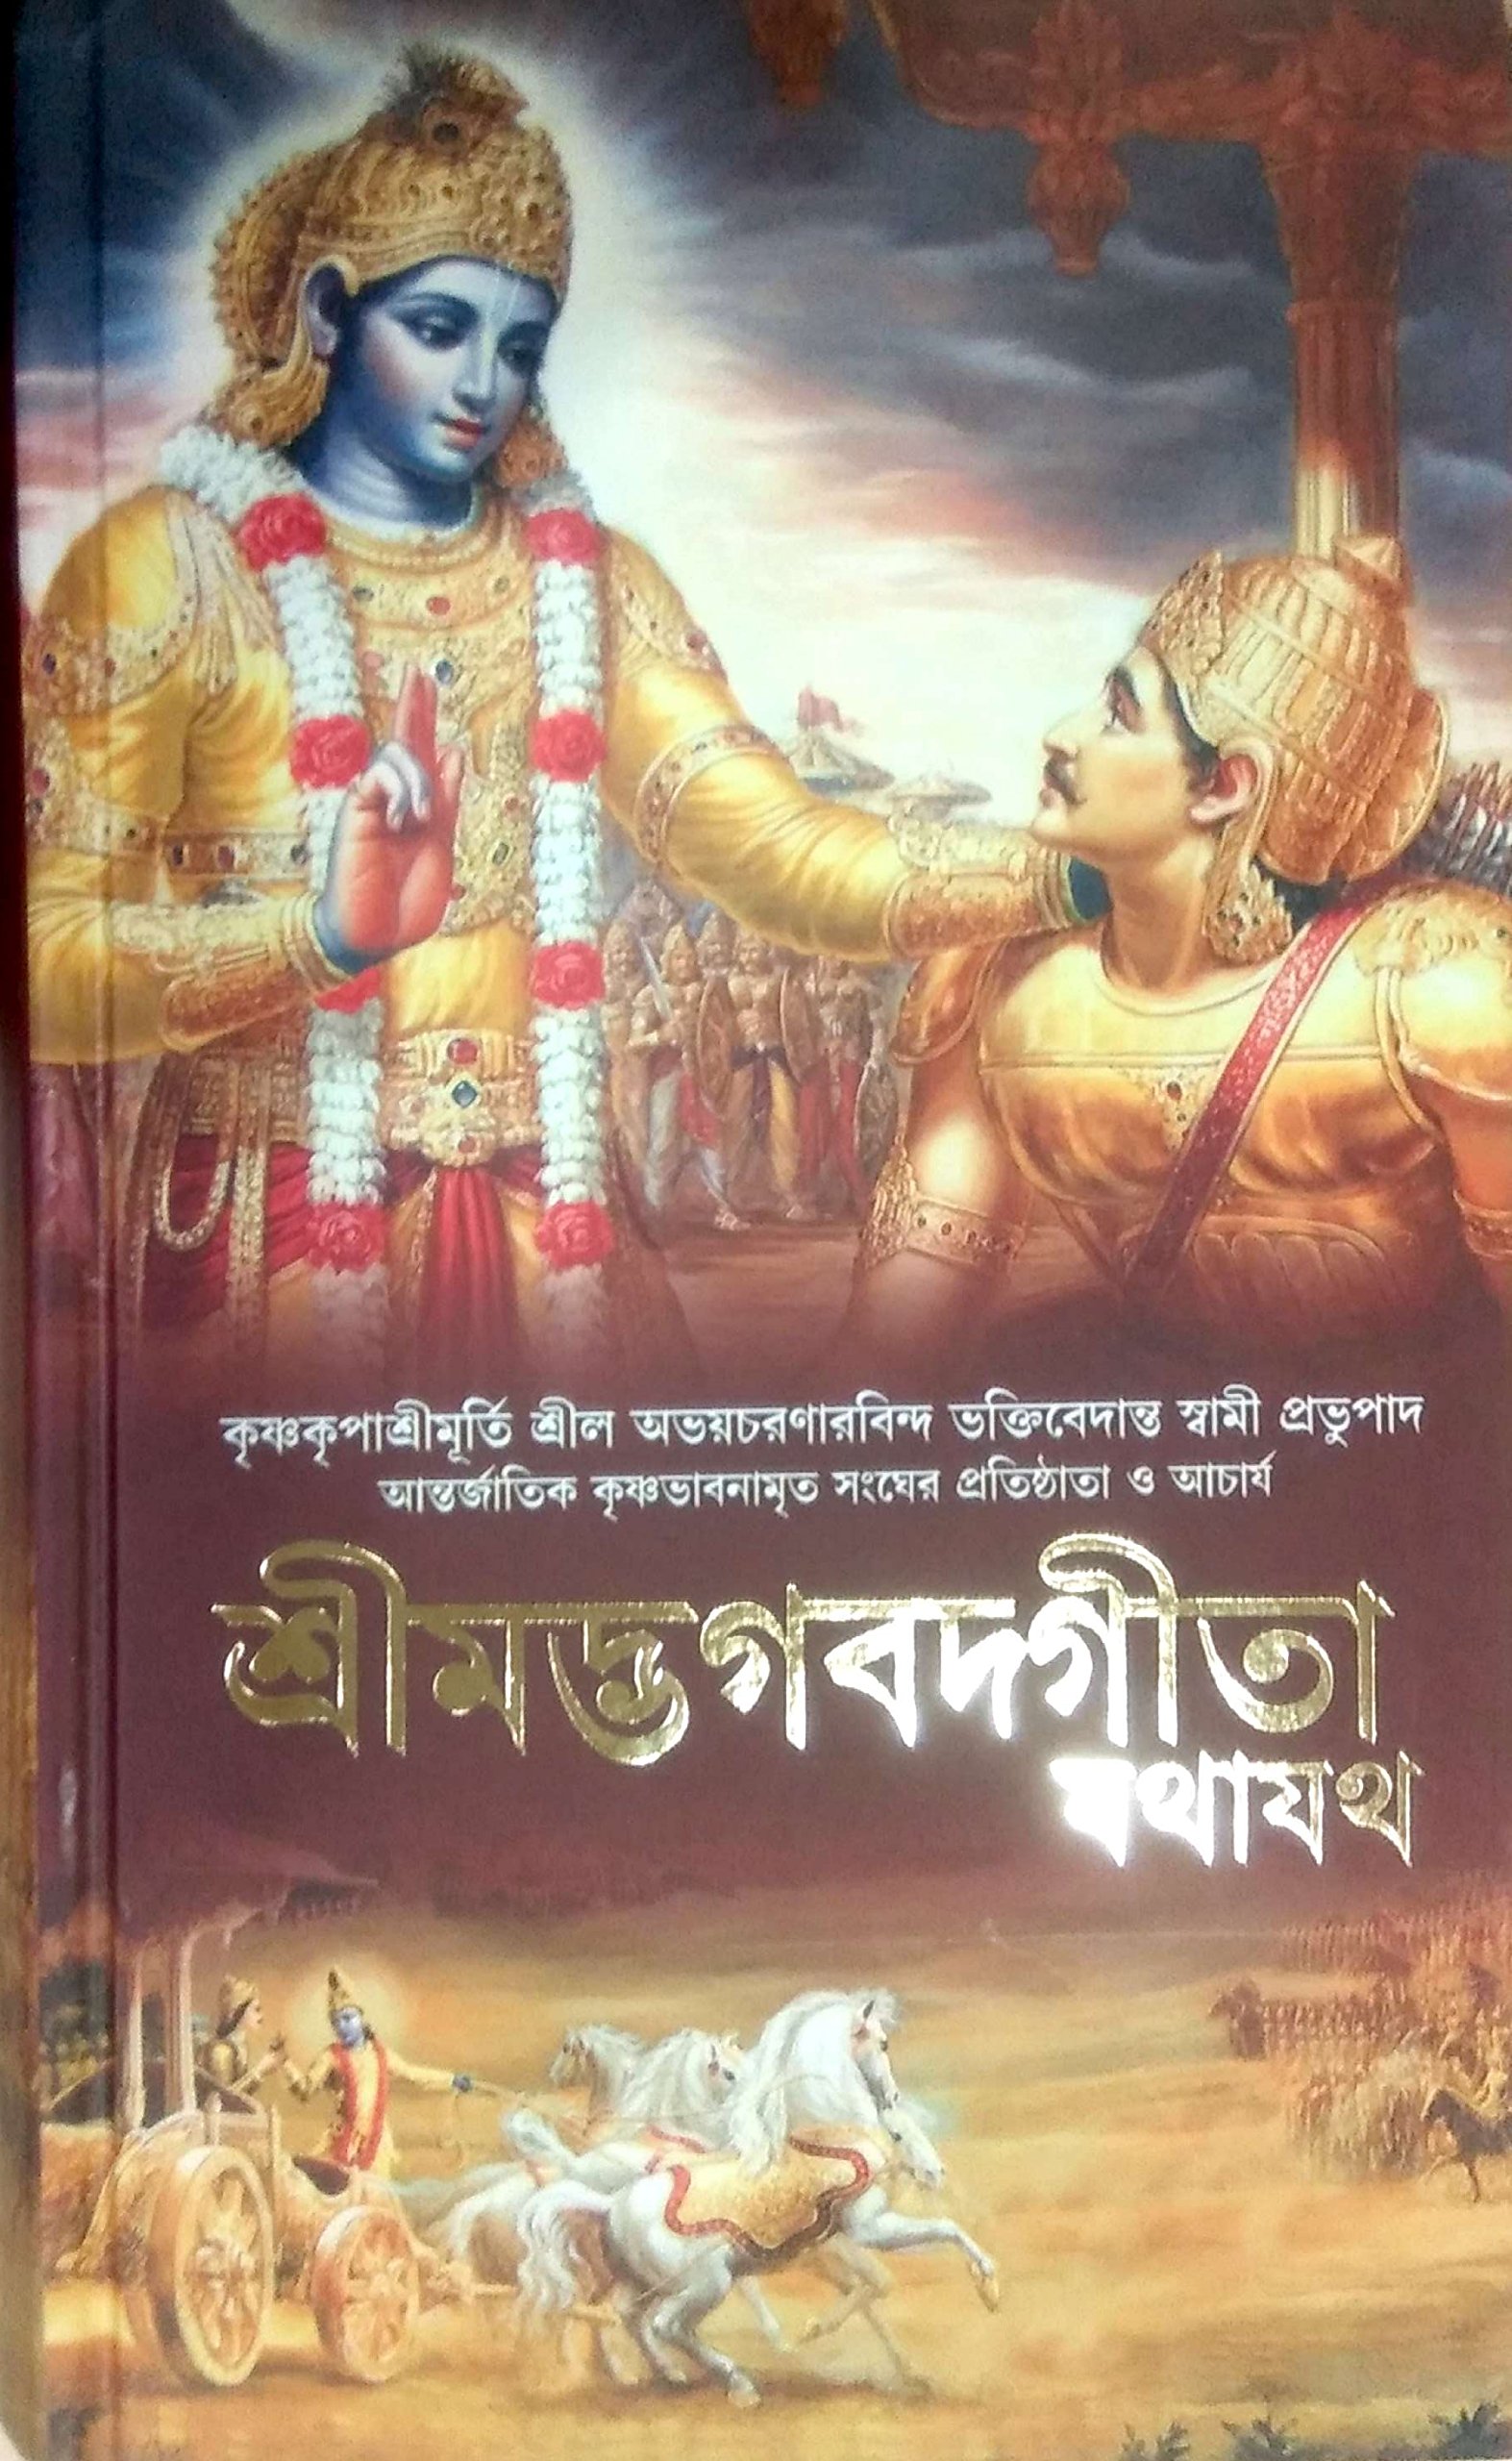 কৃষ্ণকৃপাশ্রীমূর্তি শ্রীল অভয়চরণারবিন্দ ভক্তিবেদান্ত স্বামী প্রভুপাদ
আন্তর্জাতিক কৃষ্ণভাবনামৃত সংঘের প্রতিষ্ঠাতা ও আচার্য
শ্রীমদ্ভগবদগীতা
যথাযথ